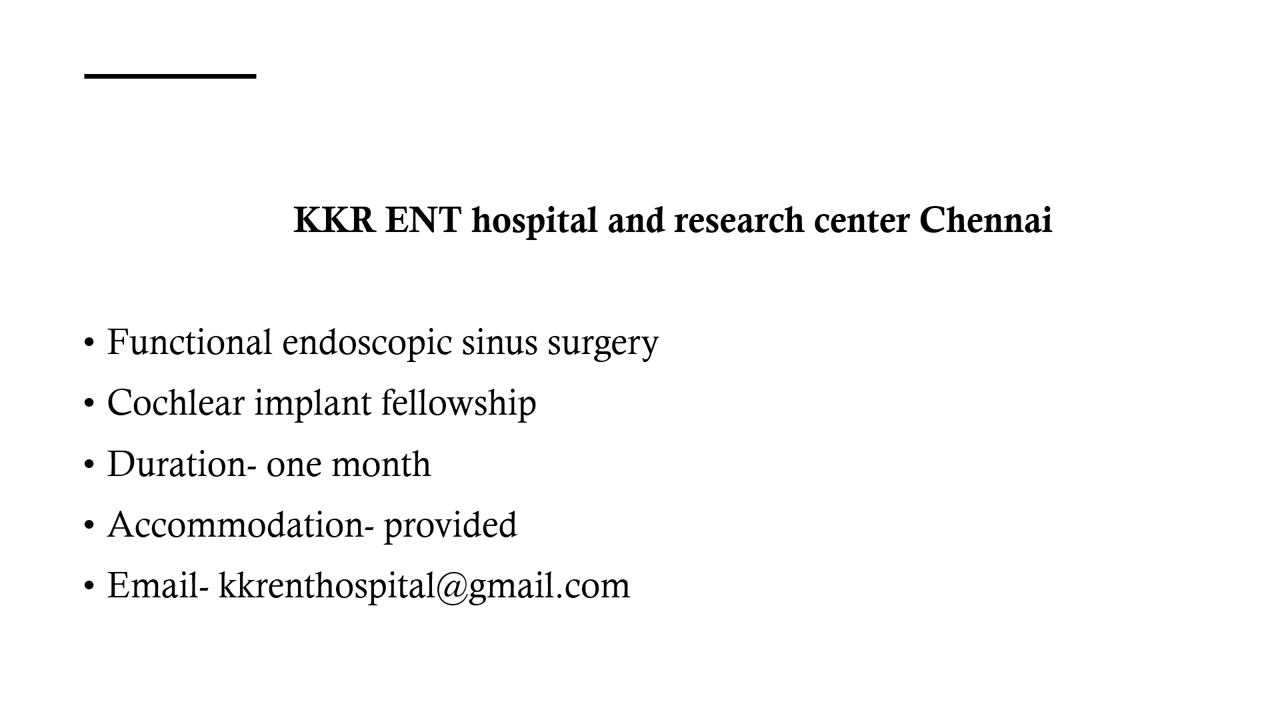 KKR ENT hospital and research center Chennai
• Functional endoscopic sinus surgery
• Cochlear implant fellowship
• Duration- one month
• Accommodation- provided
• Email- kkrenthospital@gmail.com